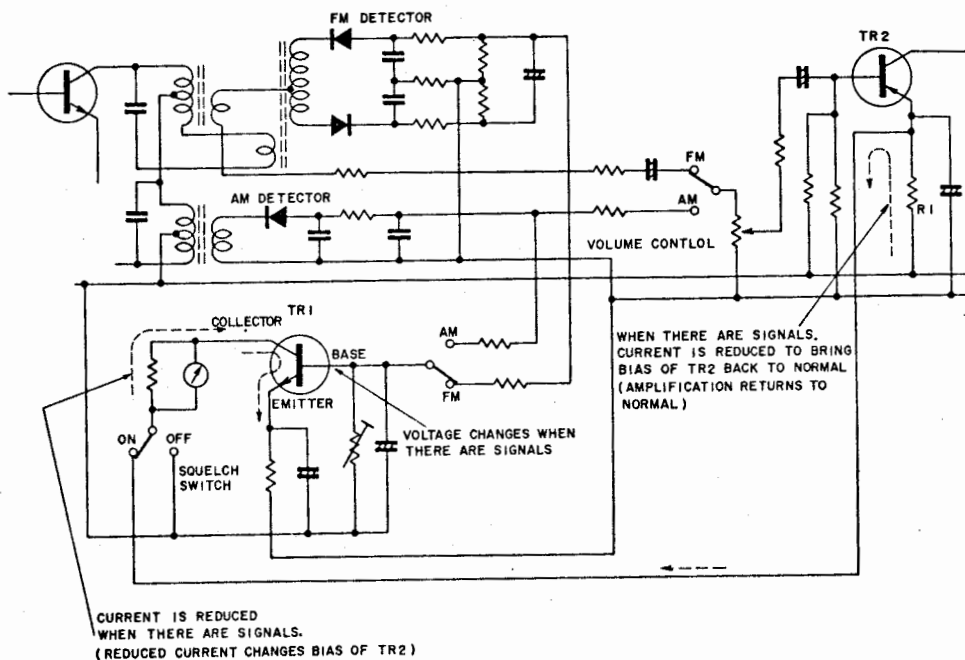 FM DETECTOR
TR2
AM DETECTOR
FM
AM
VOLUME CONTLOL
R1
TR1
COLLECTOR
BASE
EMITTER
AM
FM
ON
OFF
SQUELCH
SWITCH
VOLTAGE CHANGES WHEN
THERE ARE SIGNALS
WHEN THERE ARE SIGNALS.
CURRENT IS REDUCED TO BRING
BIAS OF TR2 BACK TO NORMAL
(AMPLIFICATION RETURNS TO
NORMAL)
CURRENT IS REDUCED
WHEN THERE ARE SIGNALS.
(REDUCED CURRENT CHANGES BIAS OF TR2)